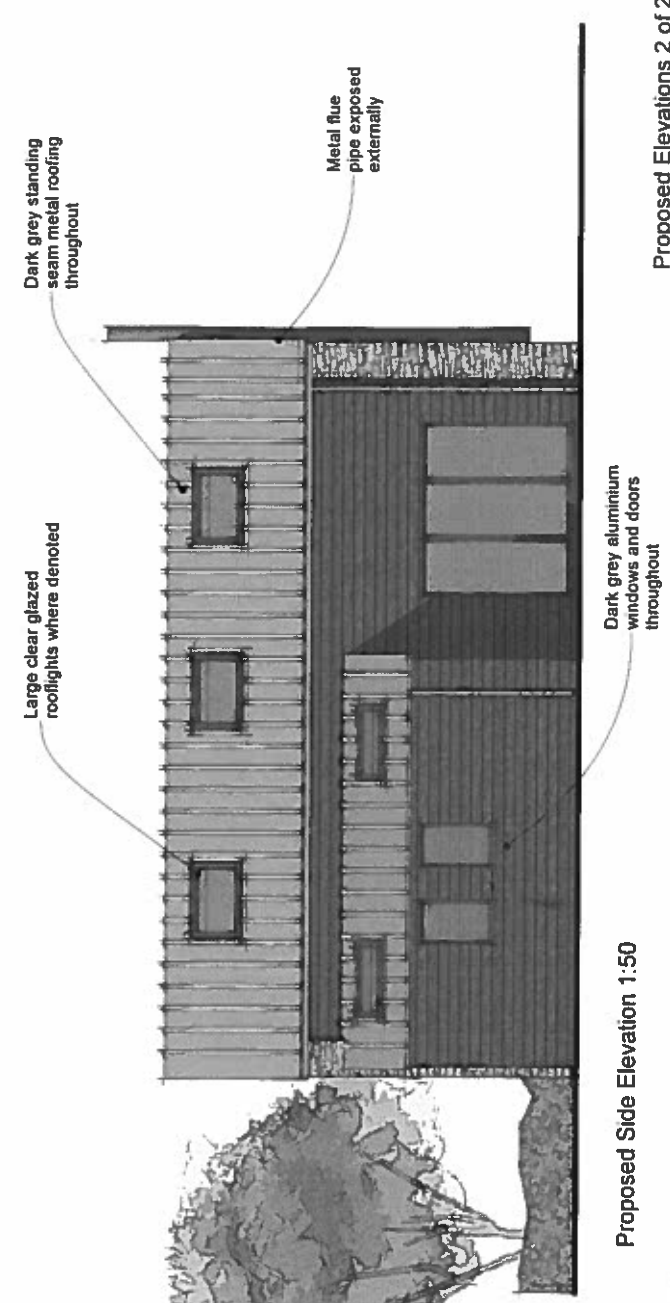 Large clear glazed
rooflights where denoted
Dark grey standing
seam metal roofing
throughout
Metal flue
pipe exposed
externally
Dark grey aluminium
windows and doors
throughout
Proposed Side Elevation 1:50
Proposed Elevations 2 of 2